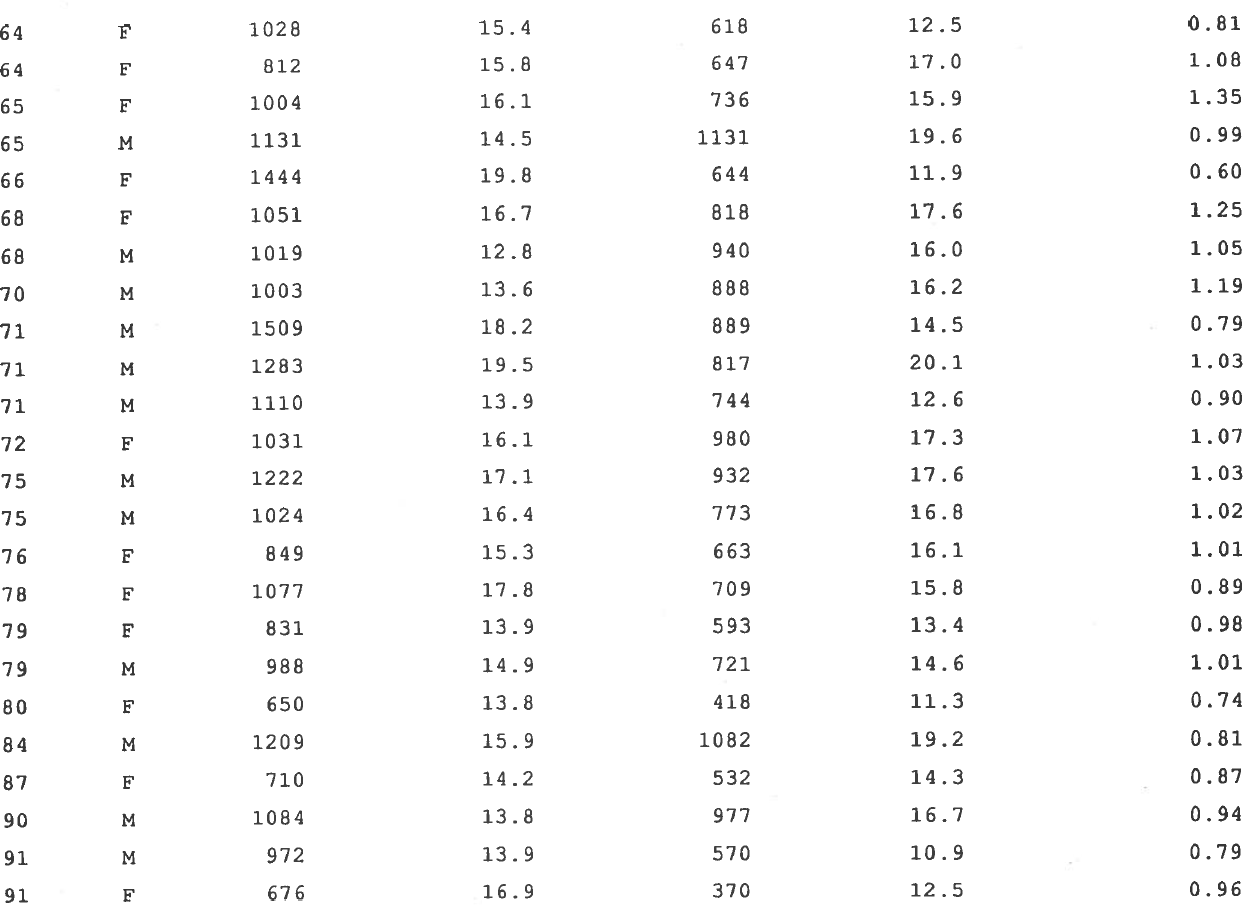 64 F 1028 15.4 618 12.5 0.81
64 F 812 15.8 647 17.0 1.08
65 F 1004 16.1 736 15.9 1.35
65 M 1131 14.5 1131 19.6 0.99
66 F 1444 19.8 644 11.9 0.60
68 F 1051 16.7 818 17.6 1.25
68 M 1019 12.8 940 16.0 1.05
70 M 1003 13.6 888 16.2 1.19
71 M 1509 18.2 889 14.5 0.79
71 M 1283 19.5 817 20.1 1.03
71 M 1110 13.9 744 12.6 0.90
72 F 1031 16.1 980 17.3 1.07
75 M 1222 17.1 932 17.6 1.03
75 M 1024 16.4 773 16.8 1.02
76 F 849 15.3 663 16.1 1.01
78 F 1077 17.8 709 15.8 0.89
79 F 831 13.9 593 13.4 0.98
79 M 988 14.9 721 14.6 1.01
80 F 650 13.8 418 11.3 0.74
84 M 1209 15.9 1082 19.2 0.81
87 F 710 14.2 532 14.3 0.87
90 M 1084 13.8 977 16.7 0.94
91 M 972 13.9 570 10.9 0.79
91 F 676 16.9 370 12.5 0.96